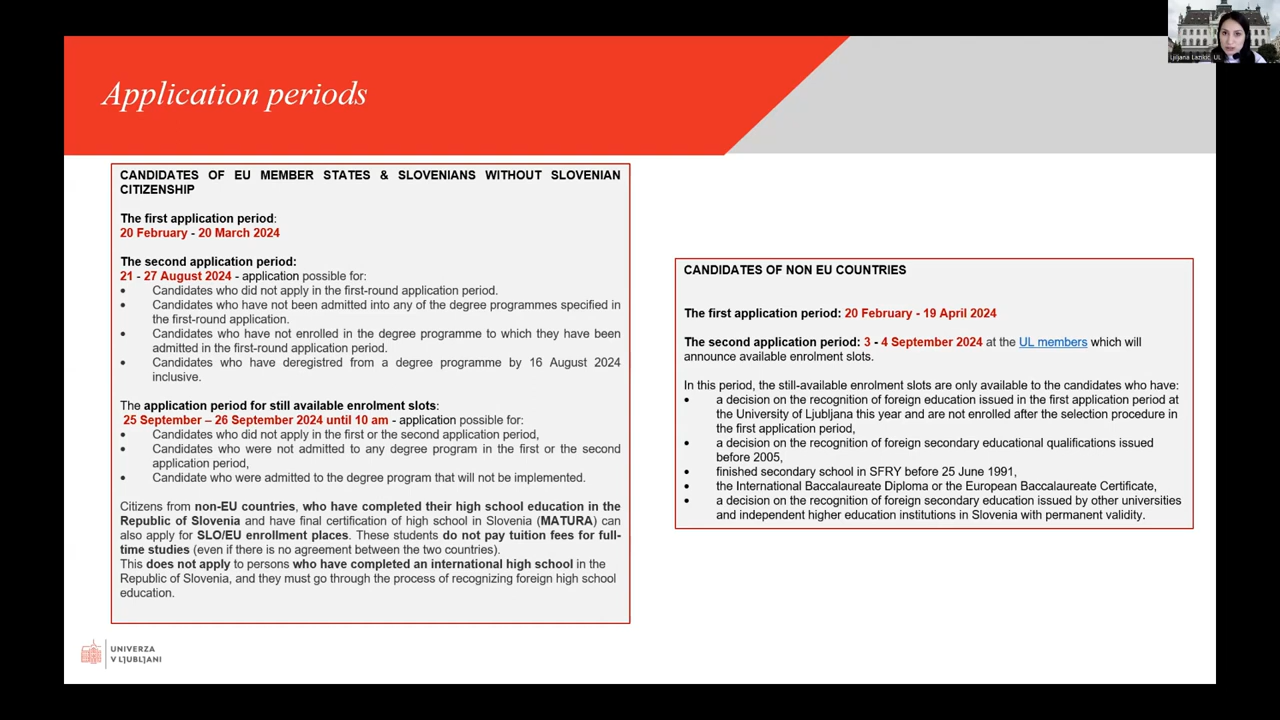 Application periods
Ljiljana Lazikić, UL
CANDIDATES OF EU MEMBER STATES & SLOVENIANS WITHOUT SLOVENIAN
CITIZENSHIP
The first application period:
20 February - 20 March 2024
The second application period:
21 - 27 August 2024 - application possible for:
• Candidates who did not apply in the first-round application period.
• Candidates who have not been admitted into any of the degree programmes specified in
the first-round application.
• Candidates who have not enrolled in the degree programme to which they have been
admitted in the first-round application period.
• Candidates who have deregistred from a degree programme by 16 August 2024
inclusive.
The application period for still available enrolment slots:
25 September – 26 September 2024 until 10 am - application possible for:
• Candidates who did not apply in the first or the second application period,
• Candidates who were not admitted to any degree program in the first or the second
application period,
• Candidate who were admitted to the degree program that will not be implemented.
Citizens from non-EU countries, who have completed their high school education in the
Republic of Slovenia and have final certification of high school in Slovenia (MATURA) can
also apply for SLO/EU enrollment places. These students do not pay tuition fees for full-
time studies (even if there is no agreement between the two countries).
This does not apply to persons who have completed an international high school in the
Republic of Slovenia, and they must go through the process of recognizing foreign high school
education.
CANDIDATES OF NON EU COUNTRIES
The first application period: 20 February - 19 April 2024
The second application period: 3 - 4 September 2024 at the UL members which will
announce available enrolment slots.
In this period, the still-available enrolment slots are only available to the candidates who have:
• a decision on the recognition of foreign education issued in the first application period at
the University of Ljubljana this year and are not enrolled after the selection procedure in
the first application period,
• a decision on the recognition of foreign secondary educational qualifications issued
before 2005,
• finished secondary school in SFRY before 25 June 1991,
• the International Baccalaureate Diploma or the European Baccalaureate Certificate,
• a decision on the recognition of foreign secondary education issued by other universities
and independent higher education institutions in Slovenia with permanent validity.
UNIVERZA
V LJUBLJANI